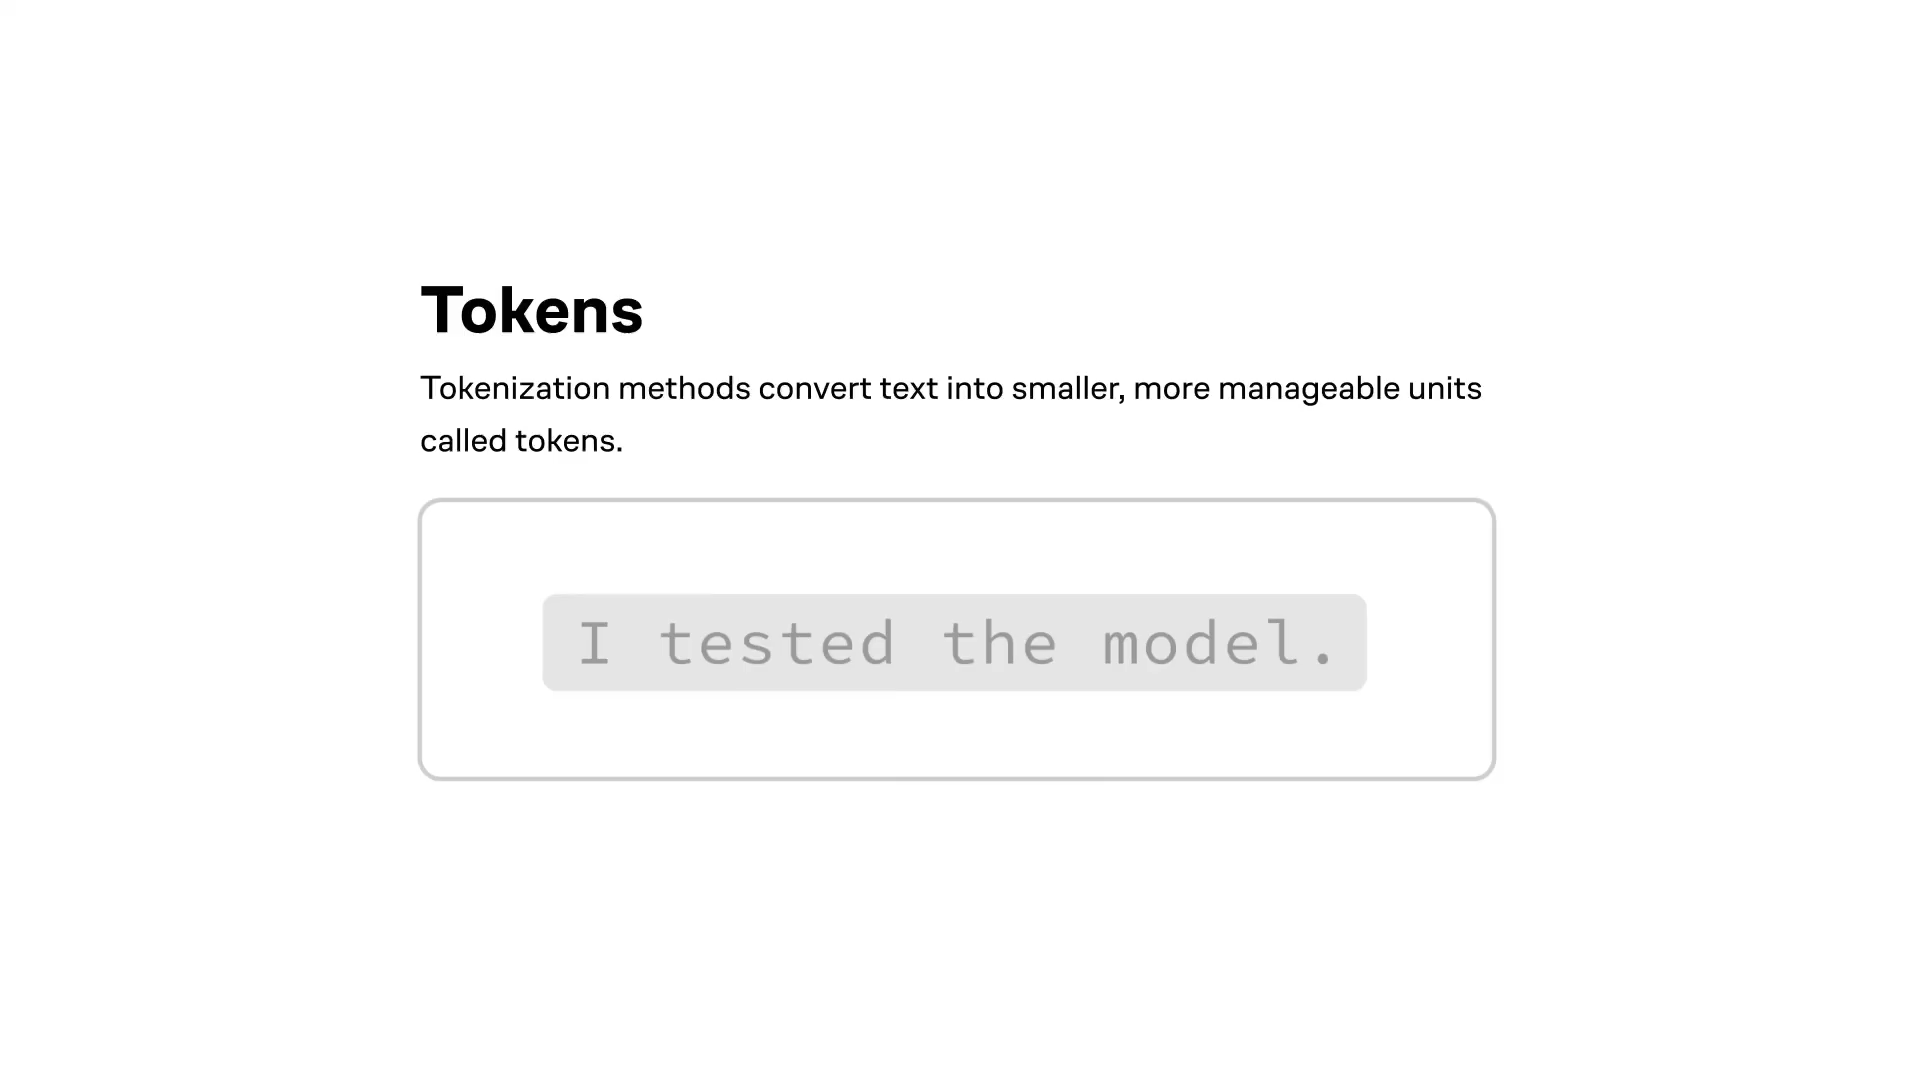 Tokens
Tokenization methods convert text into smaller, more manageable units
called tokens.
I tested the model.